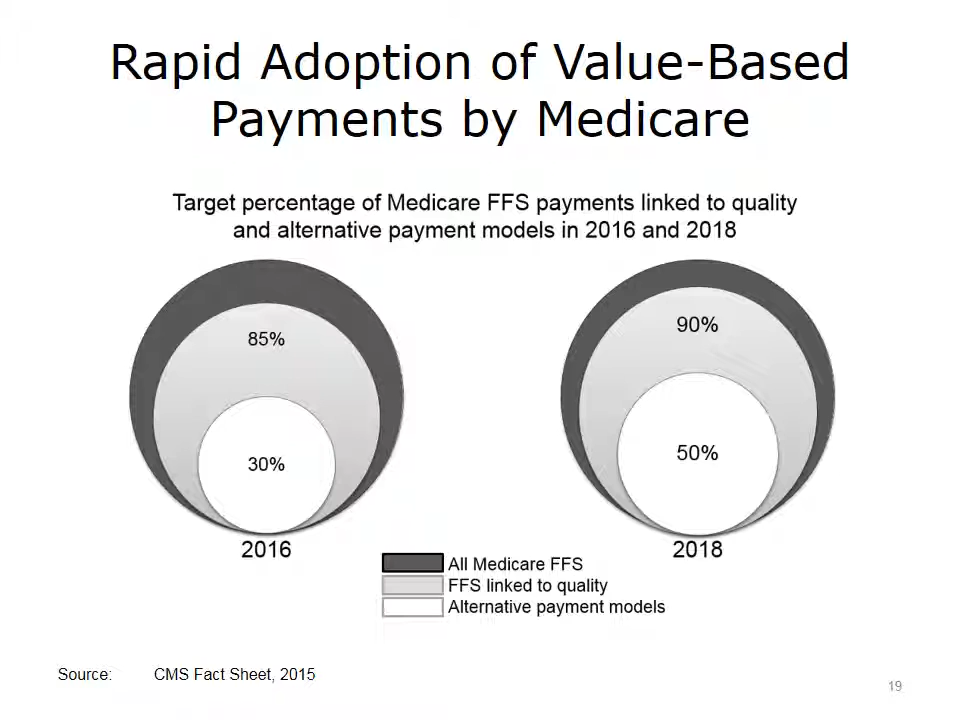 Rapid Adoption of Value-Based
Payments by Medicare
Target percentage of Medicare FFS payments linked to quality
and alternative payment models in 2016 and 2018
85%
30%
2016
90%
50%
2018
All Medicare FFS
FFS linked to quality
Alternative payment models
Source: CMS Fact Sheet, 2015
19